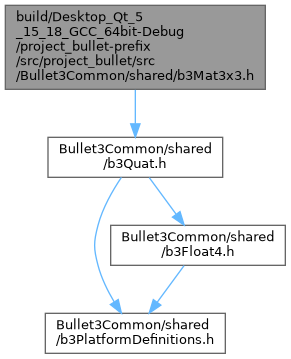 build/Desktop_Qt_5
_15_18_GCC_64bit-Debug
/project_bullet-prefix
/src/project_bullet/src
/Bullet3Common/shared/b3Mat3x3.h
Bullet3Common/shared
/b3Quat.h
Bullet3Common/shared
/b3Float4.h
Bullet3Common/shared
/b3PlatformDefinitions.h